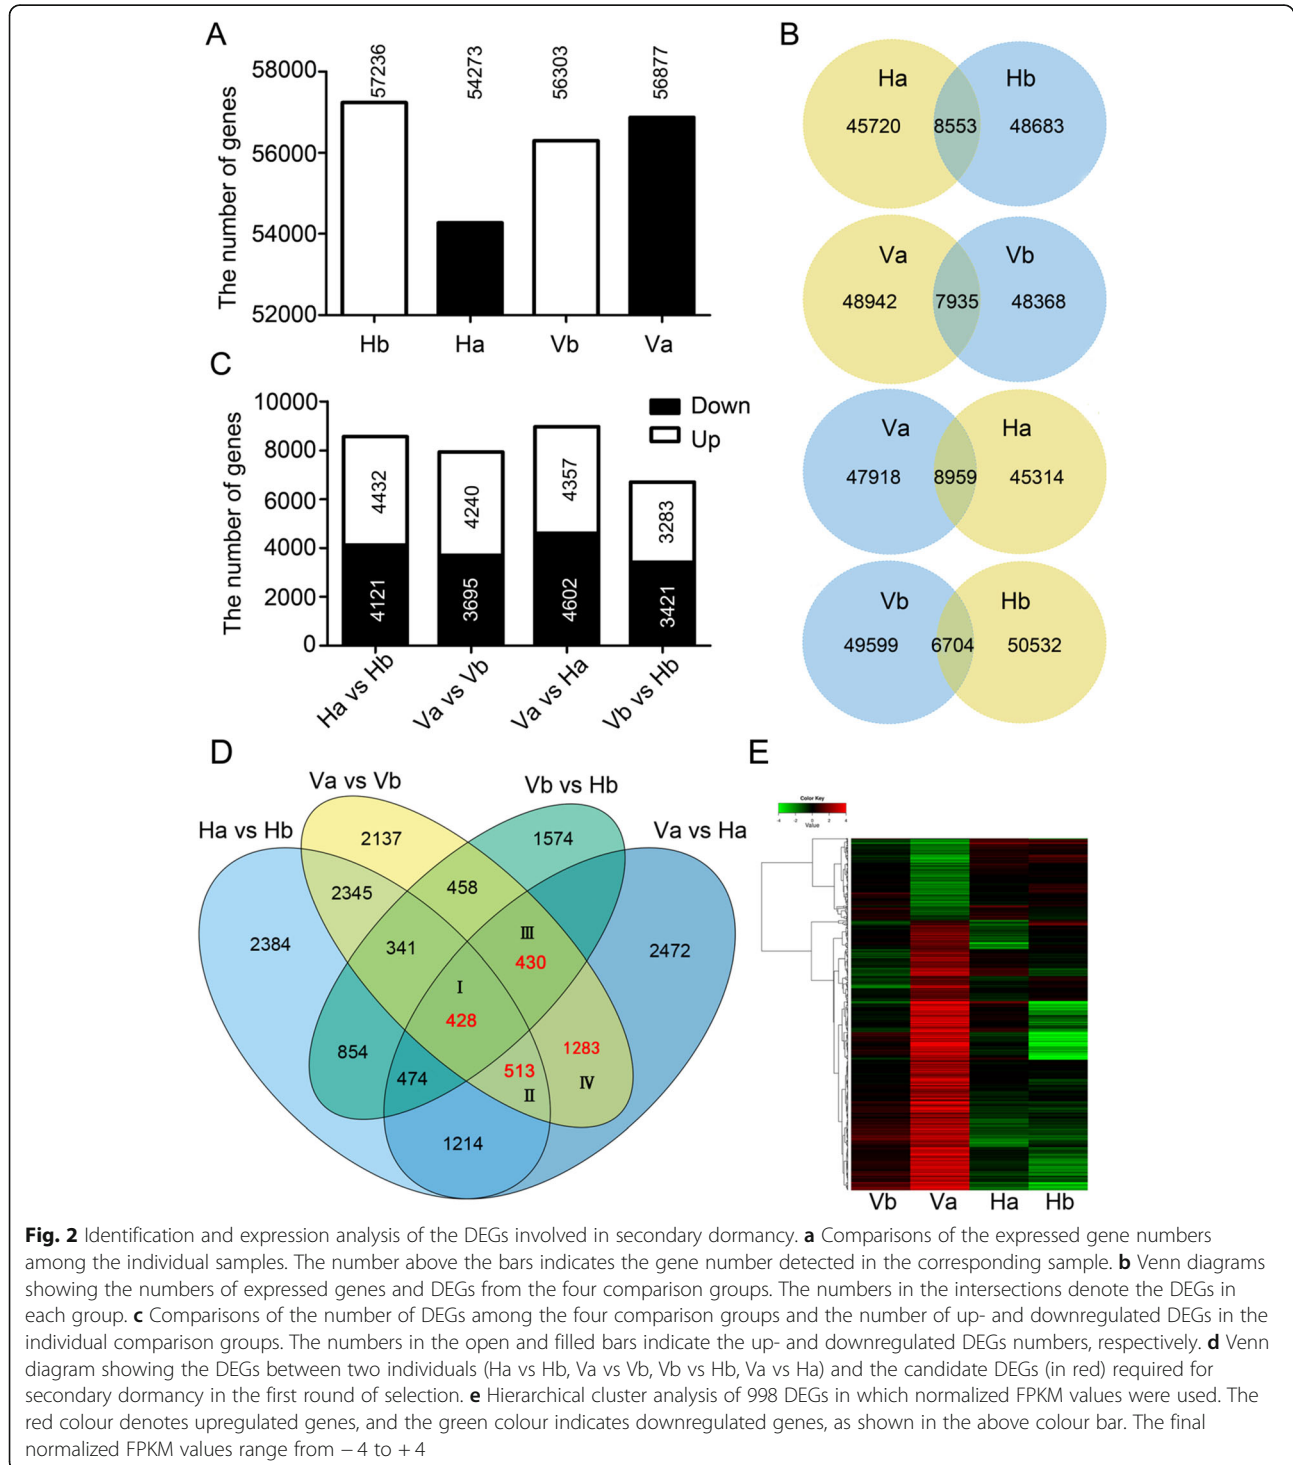 A
The number of genes
58000
56000
54000
52000
57236
54273
56303
56877
Hb
Ha
Vb
Va
B
Ha
Hb
45720
8553
48683
Va
Vb
48942
7935
48368
Va
Ha
47918
8959
45314
Vb
Hb
49599
6704
50532
C
The number of genes
10000
8000
6000
4000
2000
0
Down
Up
4432
4121
4240
3695
4357
4602
3283
3421
Ha vs Hb
Va vs Vb
Va vs Ha
Vb vs Hb
D
Va vs Vb
Vb vs Hb
Ha vs Hb
Va vs Ha
2137
1574
2345
458
2384
341
III
430
2472
I
428
854
474
513
II
1283
IV
1214
E
Color Key
-4
-2
0
2
4
Value
Vb
Va
Ha
Hb
Fig. 2 Identification and expression analysis of the DEGs involved in secondary dormancy. a Comparisons of the expressed gene numbers
among the individual samples. The number above the bars indicates the gene number detected in the corresponding sample. b Venn diagrams
showing the numbers of expressed genes and DEGs from the four comparison groups. The numbers in the intersections denote the DEGs in
each group. c Comparisons of the number of DEGs among the four comparison groups and the number of up- and downregulated DEGs in the
individual comparison groups. The numbers in the open and filled bars indicate the up- and downregulated DEGs numbers, respectively. d Venn
diagram showing the DEGs between two individuals (Ha vs Hb, Va vs Vb, Vb vs Hb, Va vs Ha) and the candidate DEGs (in red) required for
secondary dormancy in the first round of selection. e Hierarchical cluster analysis of 998 DEGs in which normalized FPKM values were used. The
red colour denotes upregulated genes, and the green colour indicates downregulated genes, as shown in the above colour bar. The final
normalized FPKM values range from − 4 to + 4